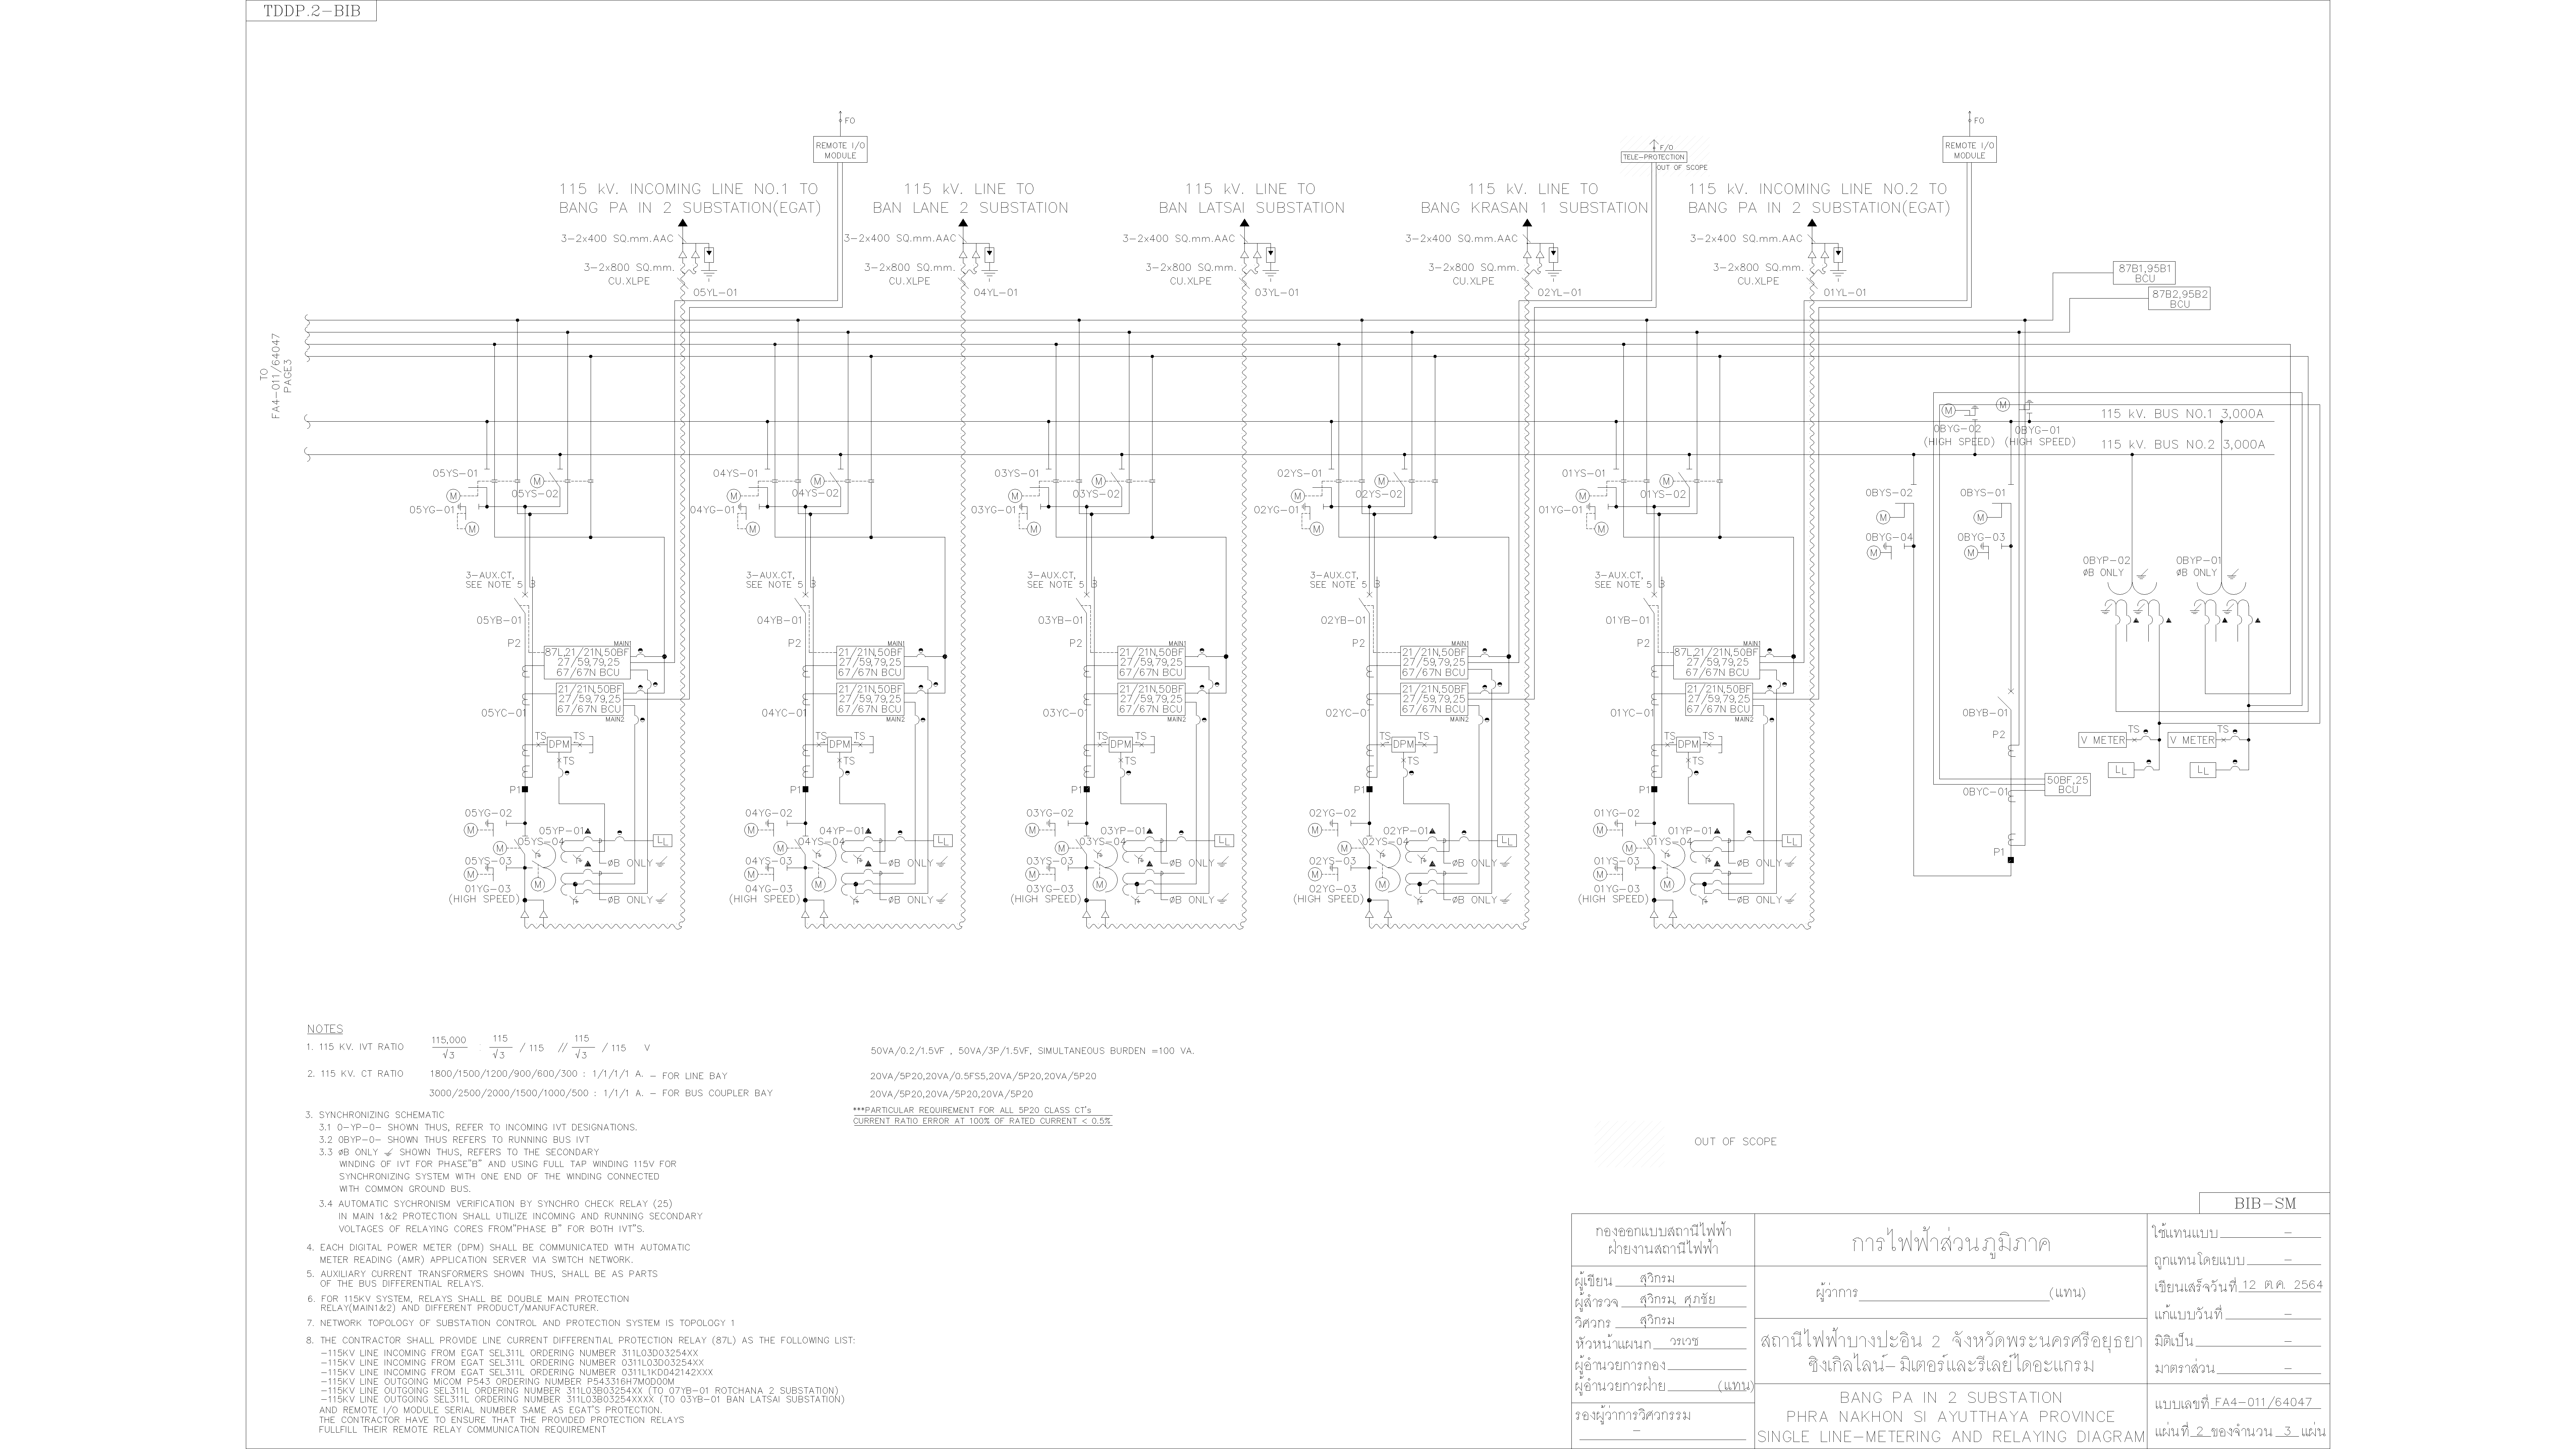 TDDP.2-BIB
FO
REMOTE I/O
MODULE
F/O
TELE-PROTECTION
OUT OF SCOPE
FO
REMOTE I/O
MODULE
115 kV. INCOMING LINE NO.1 TO
BANG PA IN 2 SUBSTATION(EGAT)
115 kV. LINE TO
BAN LANE 2 SUBSTATION
115 kV. LINE TO
BAN LATSAI SUBSTATION
115 kV. LINE TO
BANG KRASAN 1 SUBSTATION
115 kV. INCOMING LINE NO.2 TO
BANG PA IN 2 SUBSTATION(EGAT)
3-2x400 SQ.mm.AAC
3-2x800 SQ.mm.
CU.XLPE
05YL-01
3-2x400 SQ.mm.AAC
3-2x800 SQ.mm.
CU.XLPE
04YL-01
3-2x400 SQ.mm.AAC
3-2x800 SQ.mm.
CU.XLPE
03YL-01
3-2x400 SQ.mm.AAC
3-2x800 SQ.mm.
CU.XLPE
02YL-01
3-2x400 SQ.mm.AAC
3-2x800 SQ.mm.
CU.XLPE
01YL-01
87B1,95B1
BCU
87B2,95B2
BCU
TO
FA4-011/64047
PAGE3
115 kV. BUS NO.1 3,000A
115 kV. BUS NO.2 3,000A
M
M
0BYG-02
(HIGH SPEED)
0BYG-01
(HIGH SPEED)
05YS-01
M
M
05YS-02
05YG-01
M
3-AUX.CT,
SEE NOTE 5
3
05YB-01
P2
MAIN1
87L,21/21N,50BF
27/59,79,25
67/67N BCU
21/21N,50BF
27/59,79,25
67/67N BCU
MAIN2
05YC-01
TS
DPM
TS
TS
P1
05YG-02
M
05YP-01
05YS-04
M
LL
05YS-03
M
M
øB ONLY
01YG-03
(HIGH SPEED)
øB ONLY
04YS-01
M
M
04YS-02
04YG-01
M
3-AUX.CT,
SEE NOTE 5
3
04YB-01
P2
MAIN1
21/21N,50BF
27/59,79,25
67/67N BCU
21/21N,50BF
27/59,79,25
67/67N BCU
MAIN2
04YC-01
TS
DPM
TS
TS
P1
04YG-02
M
04YP-01
04YS-04
M
LL
04YS-03
M
M
øB ONLY
04YG-03
(HIGH SPEED)
øB ONLY
03YS-01
M
M
03YS-02
03YG-01
M
3-AUX.CT,
SEE NOTE 5
3
03YB-01
P2
MAIN1
21/21N,50BF
27/59,79,25
67/67N BCU
21/21N,50BF
27/59,79,25
67/67N BCU
MAIN2
03YC-01
TS
DPM
TS
TS
P1
03YG-02
M
03YP-01
03YS-04
M
LL
03YS-03
M
M
øB ONLY
03YG-03
(HIGH SPEED)
øB ONLY
02YS-01
M
M
02YS-02
02YG-01
M
3-AUX.CT,
SEE NOTE 5
3
02YB-01
P2
MAIN1
21/21N,50BF
27/59,79,25
67/67N BCU
21/21N,50BF
27/59,79,25
67/67N BCU
MAIN2
02YC-01
TS
DPM
TS
TS
P1
02YG-02
M
02YP-01
02YS-04
M
LL
02YS-03
M
M
øB ONLY
02YG-03
(HIGH SPEED)
øB ONLY
01YS-01
M
M
01YS-02
01YG-01
M
3-AUX.CT,
SEE NOTE 5
3
01YB-01
P2
MAIN1
87L,21/21N,50BF
27/59,79,25
67/67N BCU
21/21N,50BF
27/59,79,25
67/67N BCU
MAIN2
01YC-01
TS
DPM
TS
TS
P1
01YG-02
M
01YP-01
01YS-04
M
LL
01YS-03
M
M
øB ONLY
01YG-03
(HIGH SPEED)
øB ONLY
0BYS-02
M
0BYG-04
M
0BYS-01
M
0BYG-03
M
0BYP-02
øB ONLY
0BYP-01
øB ONLY
0BYB-01
P2
V METER
TS
V METER
TS
LL
LL
50BF,25
BCU
0BYC-01
P1
NOTES
1. 115 KV. IVT RATIO 115,000/√3 : 115/√3 / 115 // 115/√3 / 115 V 50VA/0.2/1.5VF , 50VA/3P/1.5VF, SIMULTANEOUS BURDEN =100 VA.
2. 115 KV. CT RATIO 1800/1500/1200/900/600/300 : 1/1/1/1 A. - FOR LINE BAY 20VA/5P20,20VA/0.5FS5,20VA/5P20,20VA/5P20
3000/2500/2000/1500/1000/500 : 1/1/1 A. - FOR BUS COUPLER BAY 20VA/5P20,20VA/5P20,20VA/5P20
***PARTICULAR REQUIREMENT FOR ALL 5P20 CLASS CT's
CURRENT RATIO ERROR AT 100% OF RATED CURRENT < 0.5%
3. SYNCHRONIZING SCHEMATIC
3.1 0-YP-0- SHOWN THUS, REFER TO INCOMING IVT DESIGNATIONS.
3.2 0BYP-0- SHOWN THUS REFERS TO RUNNING BUS IVT
3.3 øB ONLY SHOWN THUS, REFERS TO THE SECONDARY
WINDING OF IVT FOR PHASE"B" AND USING FULL TAP WINDING 115V FOR
SYNCHRONIZING SYSTEM WITH ONE END OF THE WINDING CONNECTED
WITH COMMON GROUND BUS.
3.4 AUTOMATIC SYCHRONISM VERIFICATION BY SYNCHRO CHECK RELAY (25)
IN MAIN 1&2 PROTECTION SHALL UTILIZE INCOMING AND RUNNING SECONDARY
VOLTAGES OF RELAYING CORES FROM"PHASE B" FOR BOTH IVT"S.
4. EACH DIGITAL POWER METER (DPM) SHALL BE COMMUNICATED WITH AUTOMATIC
METER READING (AMR) APPLICATION SERVER VIA SWITCH NETWORK.
5. AUXILIARY CURRENT TRANSFORMERS SHOWN THUS, SHALL BE AS PARTS
OF THE BUS DIFFERENTIAL RELAYS.
6. FOR 115KV SYSTEM, RELAYS SHALL BE DOUBLE MAIN PROTECTION
RELAY(MAIN1&2) AND DIFFERENT PRODUCT/MANUFACTURER.
7. NETWORK TOPOLOGY OF SUBSTATION CONTROL AND PROTECTION SYSTEM IS TOPOLOGY 1
8. THE CONTRACTOR SHALL PROVIDE LINE CURRENT DIFFERENTIAL PROTECTION RELAY (87L) AS THE FOLLOWING LIST:
-115KV LINE INCOMING FROM EGAT SEL311L ORDERING NUMBER 311L03D03254XX
-115KV LINE INCOMING FROM EGAT SEL311L ORDERING NUMBER 0311L03D03254XX
-115KV LINE INCOMING FROM EGAT SEL311L ORDERING NUMBER 0311L1KD042142XXX
-115KV LINE OUTGOING MiCOM P543 ORDERING NUMBER P543316H7M0D00M
-115KV LINE OUTGOING SEL311L ORDERING NUMBER 311L03B03254XX (TO 07YB-01 ROTCHANA 2 SUBSTATION)
-115KV LINE OUTGOING SEL311L ORDERING NUMBER 311L03B03254XXXX (TO 03YB-01 BAN LATSAI SUBSTATION)
AND REMOTE I/O MODULE SERIAL NUMBER SAME AS EGAT'S PROTECTION.
THE CONTRACTOR HAVE TO ENSURE THAT THE PROVIDED PROTECTION RELAYS
FULLFILL THEIR REMOTE RELAY COMMUNICATION REQUIREMENT
OUT OF SCOPE
BIB-SM
กองออกแบบสถานีไฟฟ้า
ฝ่ายงานสถานีไฟฟ้า
ผู้เขียน สุวิกรม
ผู้สำรวจ สุวิกรม, ศุภชัย
วิศวกร สุวิกรม
หัวหน้าแผนก วรเวช
ผู้อำนวยการกอง
ผู้อำนวยการฝ่าย (แทน)
รองผู้ว่าการวิศวกรรม
-
การไฟฟ้าส่วนภูมิภาค
ผู้ว่าการ (แทน)
สถานีไฟฟ้าบางปะอิน 2 จังหวัดพระนครศรีอยุธยา
ซิงเกิลไลน์-มิเตอร์และรีเลย์ไดอะแกรม
BANG PA IN 2 SUBSTATION
PHRA NAKHON SI AYUTTHAYA PROVINCE
SINGLE LINE-METERING AND RELAYING DIAGRAM
ใช้แทนแบบ -
ถูกแทนโดยแบบ -
เขียนเสร็จวันที่ 12 ต.ค. 2564
แก้แบบวันที่ -
มิติเป็น -
มาตราส่วน -
แบบเลขที่ FA4-011/64047
แผ่นที่ 2 ของจำนวน 3 แผ่น